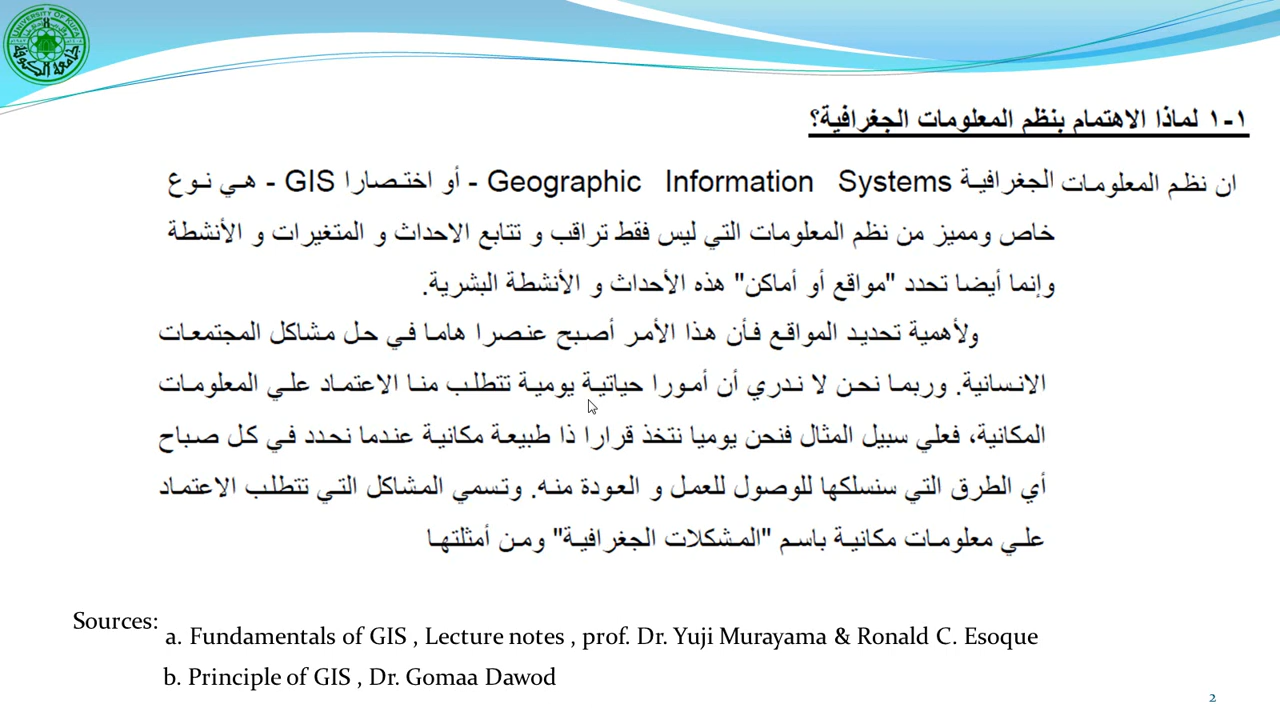 UNIVERSITY OF KUFA
جامعة الكوفة
١-١ لماذا الاهتمام بنظم المعلومات الجغرافية؟
ان نظم المعلومات الجغرافية Geographic Information Systems - أو اختصارا GIS - هي نوع
خاص ومميز من نظم المعلومات التي ليس فقط تراقب و تتابع الاحداث و المتغيرات و الأنشطة
وإنما أيضا تحدد "مواقع أو أماكن" هذه الأحداث و الأنشطة البشرية.
ولأهمية تحديد المواقع فأن هذا الأمر أصبح عنصرا هاما في حل مشاكل المجتمعات
الانسانية. وربما نحن لا ندري أن أمورا حياتية يومية تتطلب منا الاعتماد علي المعلومات
المكانية، فعلي سبيل المثال فنحن يوميا نتخذ قرارا ذا طبيعة مكانية عندما نحدد في كل صباح
أي الطرق التي سنسلكها للوصول للعمل و العودة منه. وتسمي المشاكل التي تتطلب الاعتماد
علي معلومات مكانية باسم "المشكلات الجغرافية" ومن أمثلتها
Sources:
a. Fundamentals of GIS , Lecture notes , prof. Dr. Yuji Murayama & Ronald C. Esoque
b. Principle of GIS , Dr. Gomaa Dawod
2